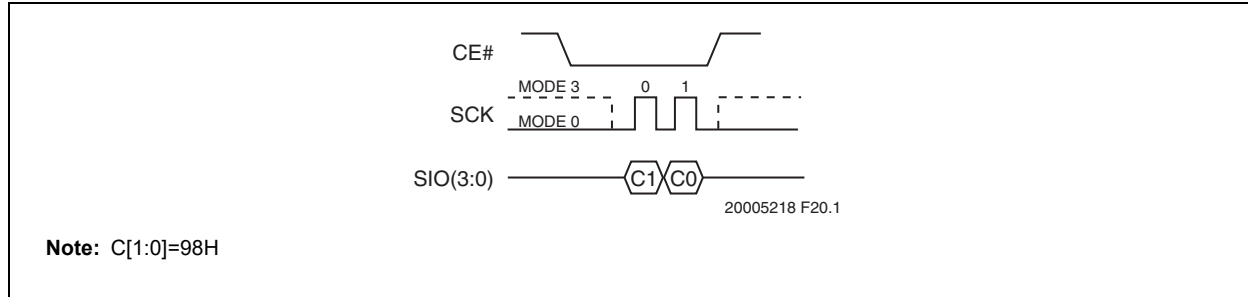 CE#
MODE 3 0 1
SCK
MODE 0
SIO(3:0) C1 C0
20005218 F20.1
Note: C[1:0]=98H